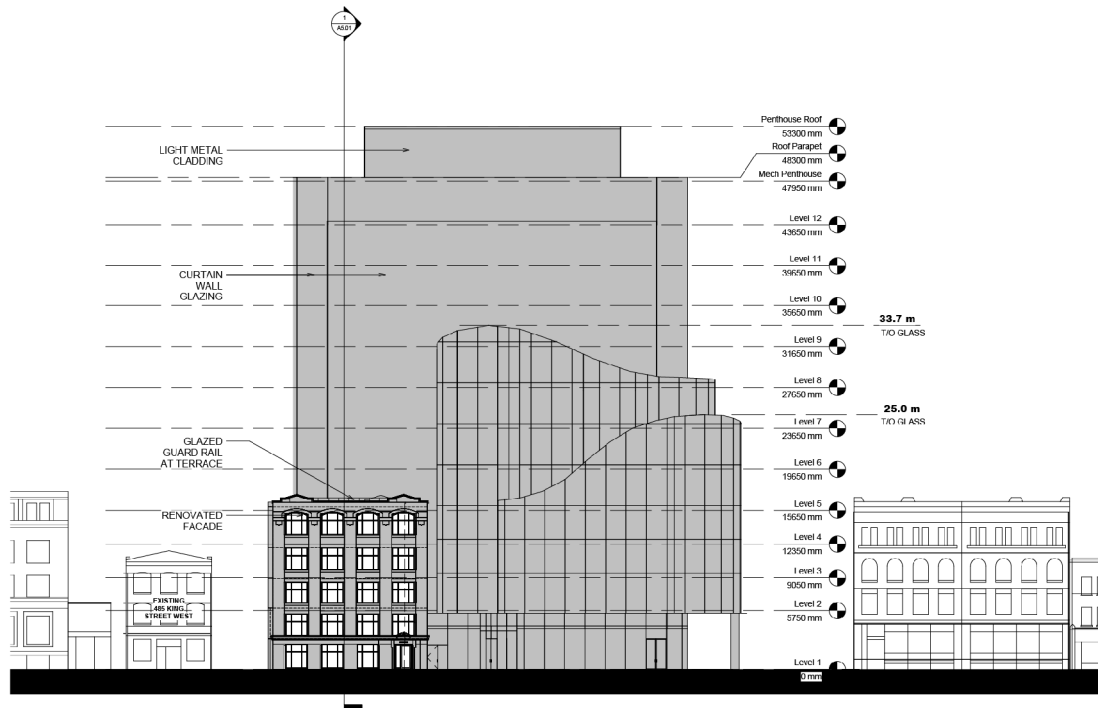 1
A5.01
Penthouse Roof
53300 mm
LIGHT METAL
CLADDING
Roof Parapet
48300 mm
Mech Penthouse
47950 mm
Level 12
43650 mm
Level 11
39650 mm
CURTAIN
WALL
GLAZING
Level 10
35650 mm
33.7 m
T/O GLASS
Level 9
31650 mm
Level 8
27650 mm
25.0 m
T/O GLASS
Level 7
23650 mm
GLAZED
GUARD RAIL
AT TERRACE
Level 6
19650 mm
Level 5
15650 mm
RENOVATED
FACADE
Level 4
12350 mm
Level 3
9050 mm
EXISTING
485 KING
STREET WEST
Level 2
5750 mm
Level 1
0 mm